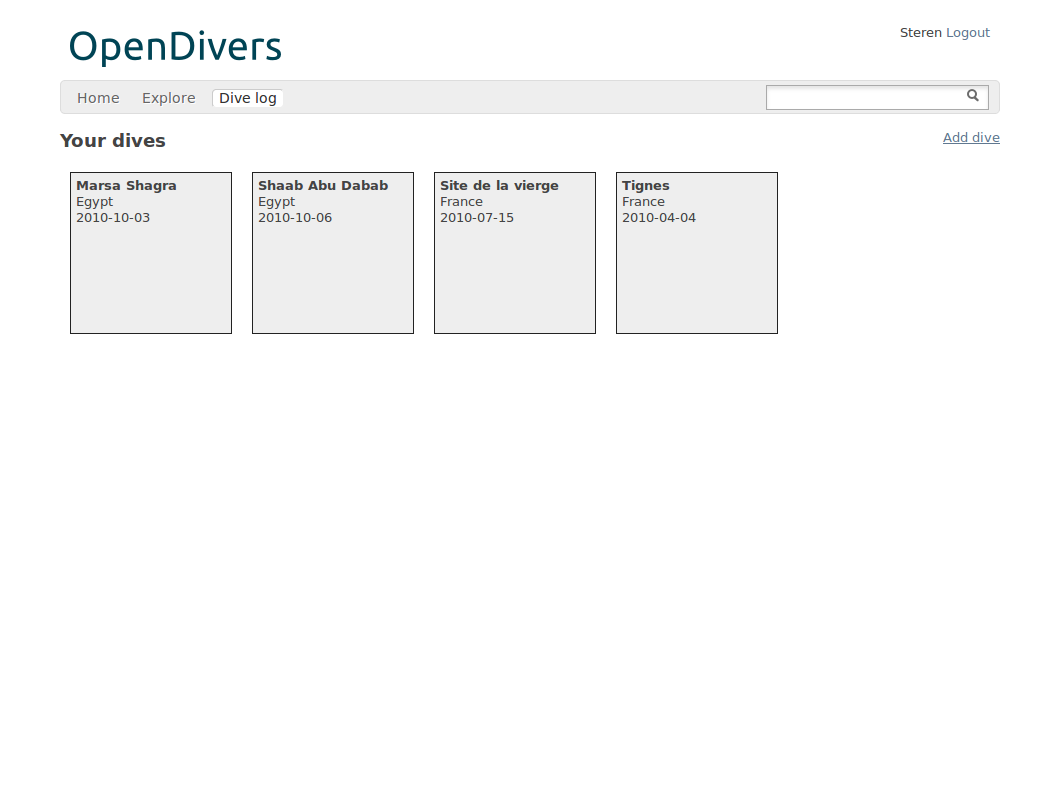 OpenDivers
Steren Logout
Home Explore Dive log
Your dives
Add dive
Marsa Shagra
Egypt
2010-10-03
Shaab Abu Dabab
Egypt
2010-10-06
Site de la vierge
France
2010-07-15
Tignes
France
2010-04-04